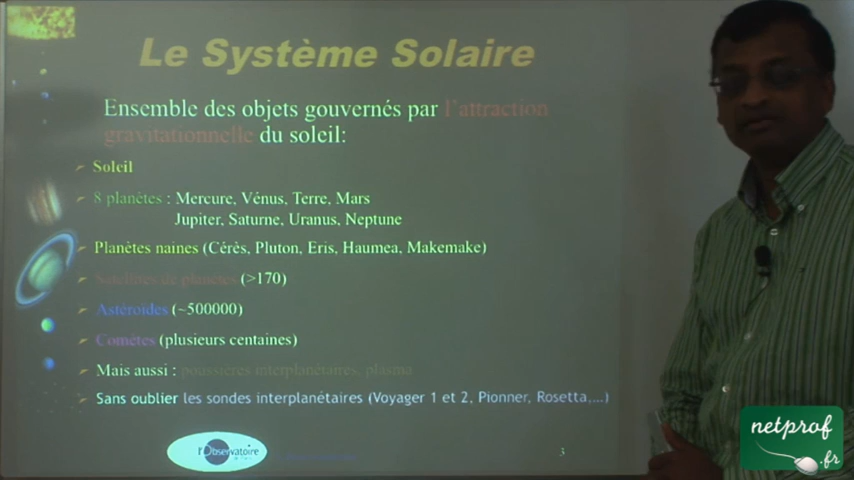 Le Système Solaire
Ensemble des objets gouvernés par l'attraction
gravitationnelle du soleil:
Soleil
8 planètes : Mercure, Vénus, Terre, Mars
Jupiter, Saturne, Uranus, Neptune
Planètes naines (Cérès, Pluton, Eris, Haumea, Makemake)
Satellites de planètes (>170)
Astéroides (~500000)
Comètes (plusieurs centaines)
Mais aussi : poussières interplanétaires, plasma
Sans oublier les sondes interplanétaires (Voyager 1 et 2, Pionner, Rosetta,...)
l'Observatoire
3
netprof
.fr